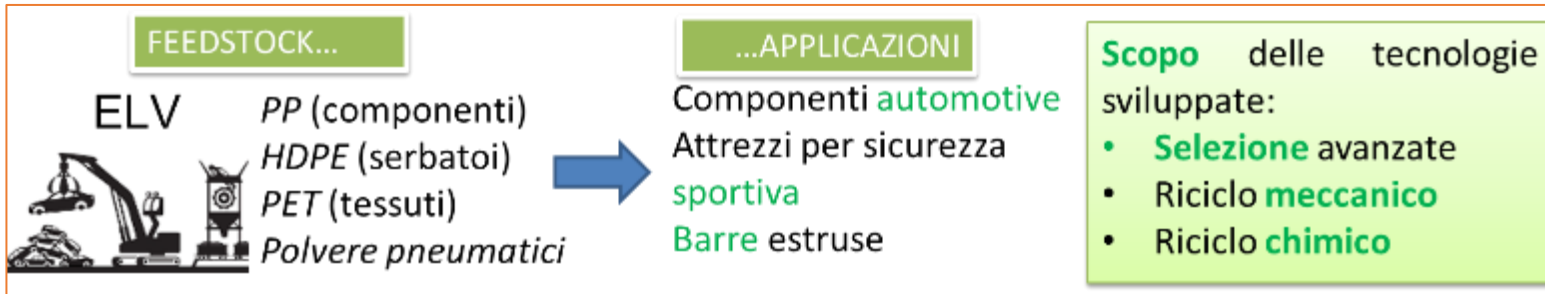 FEEDSTOCK...
ELV
PP (componenti)
HDPE (serbatoi)
PET (tessuti)
Polvere pneumatici
...APPLICAZIONI
Componenti automotive
Attrezzi per sicurezza
sportiva
Barre estruse
Scopo delle tecnologie
sviluppate:
• Selezione avanzate
• Riciclo meccanico
• Riciclo chimico